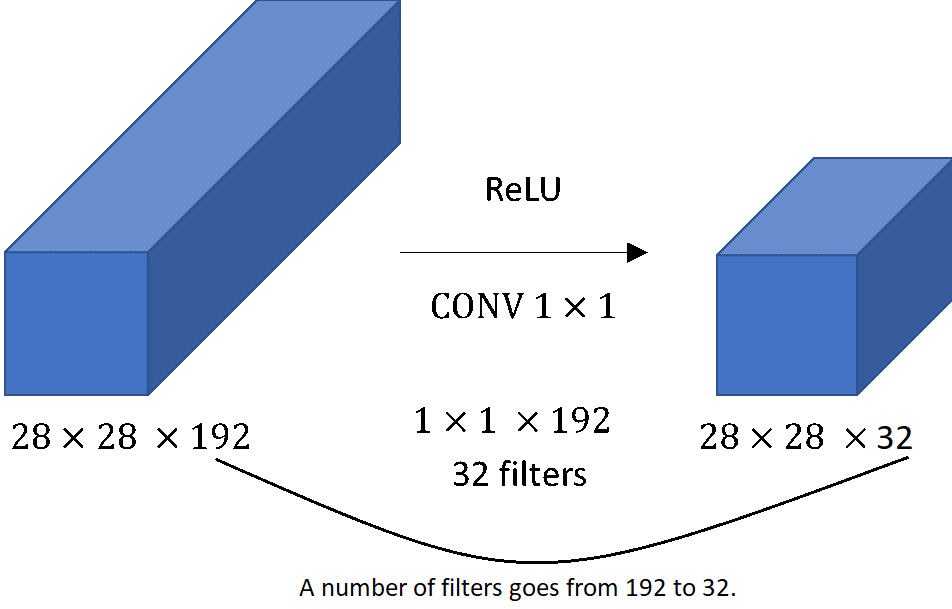 ReLU
CONV 1 × 1
28 × 28 × 192
1 × 1 × 192
32 filters
28 × 28 × 32
A number of filters goes from 192 to 32.